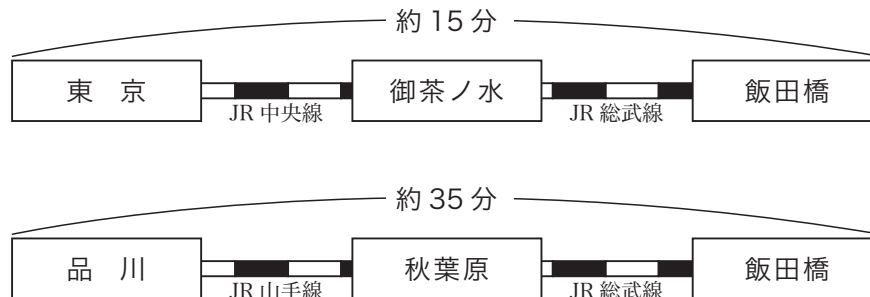 約 15 分
東 京 御茶ノ水 飯田橋
JR 中央線 JR 総武線
約 35 分
品 川 秋葉原 飯田橋
JR 山手線 JR 総武線